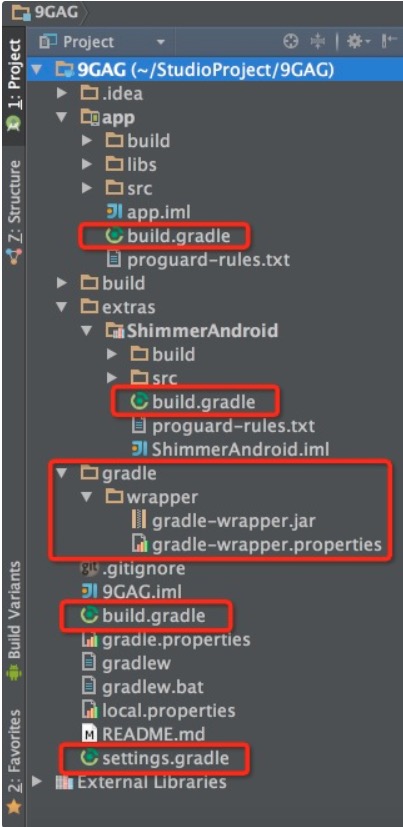 9GAG
Project
9GAG (~/StudioProject/9GAG)
.idea
app
build
libs
src
app.iml
build.gradle
proguard-rules.txt
build
extras
ShimmerAndroid
build
src
build.gradle
proguard-rules.txt
ShimmerAndroid.iml
gradle
wrapper
gradle-wrapper.jar
gradle-wrapper.properties
.gitignore
9GAG.iml
build.gradle
gradle.properties
gradlew
gradlew.bat
local.properties
README.md
settings.gradle
External Libraries
1: Project
7: Structure
Build Variants
2: Favorites